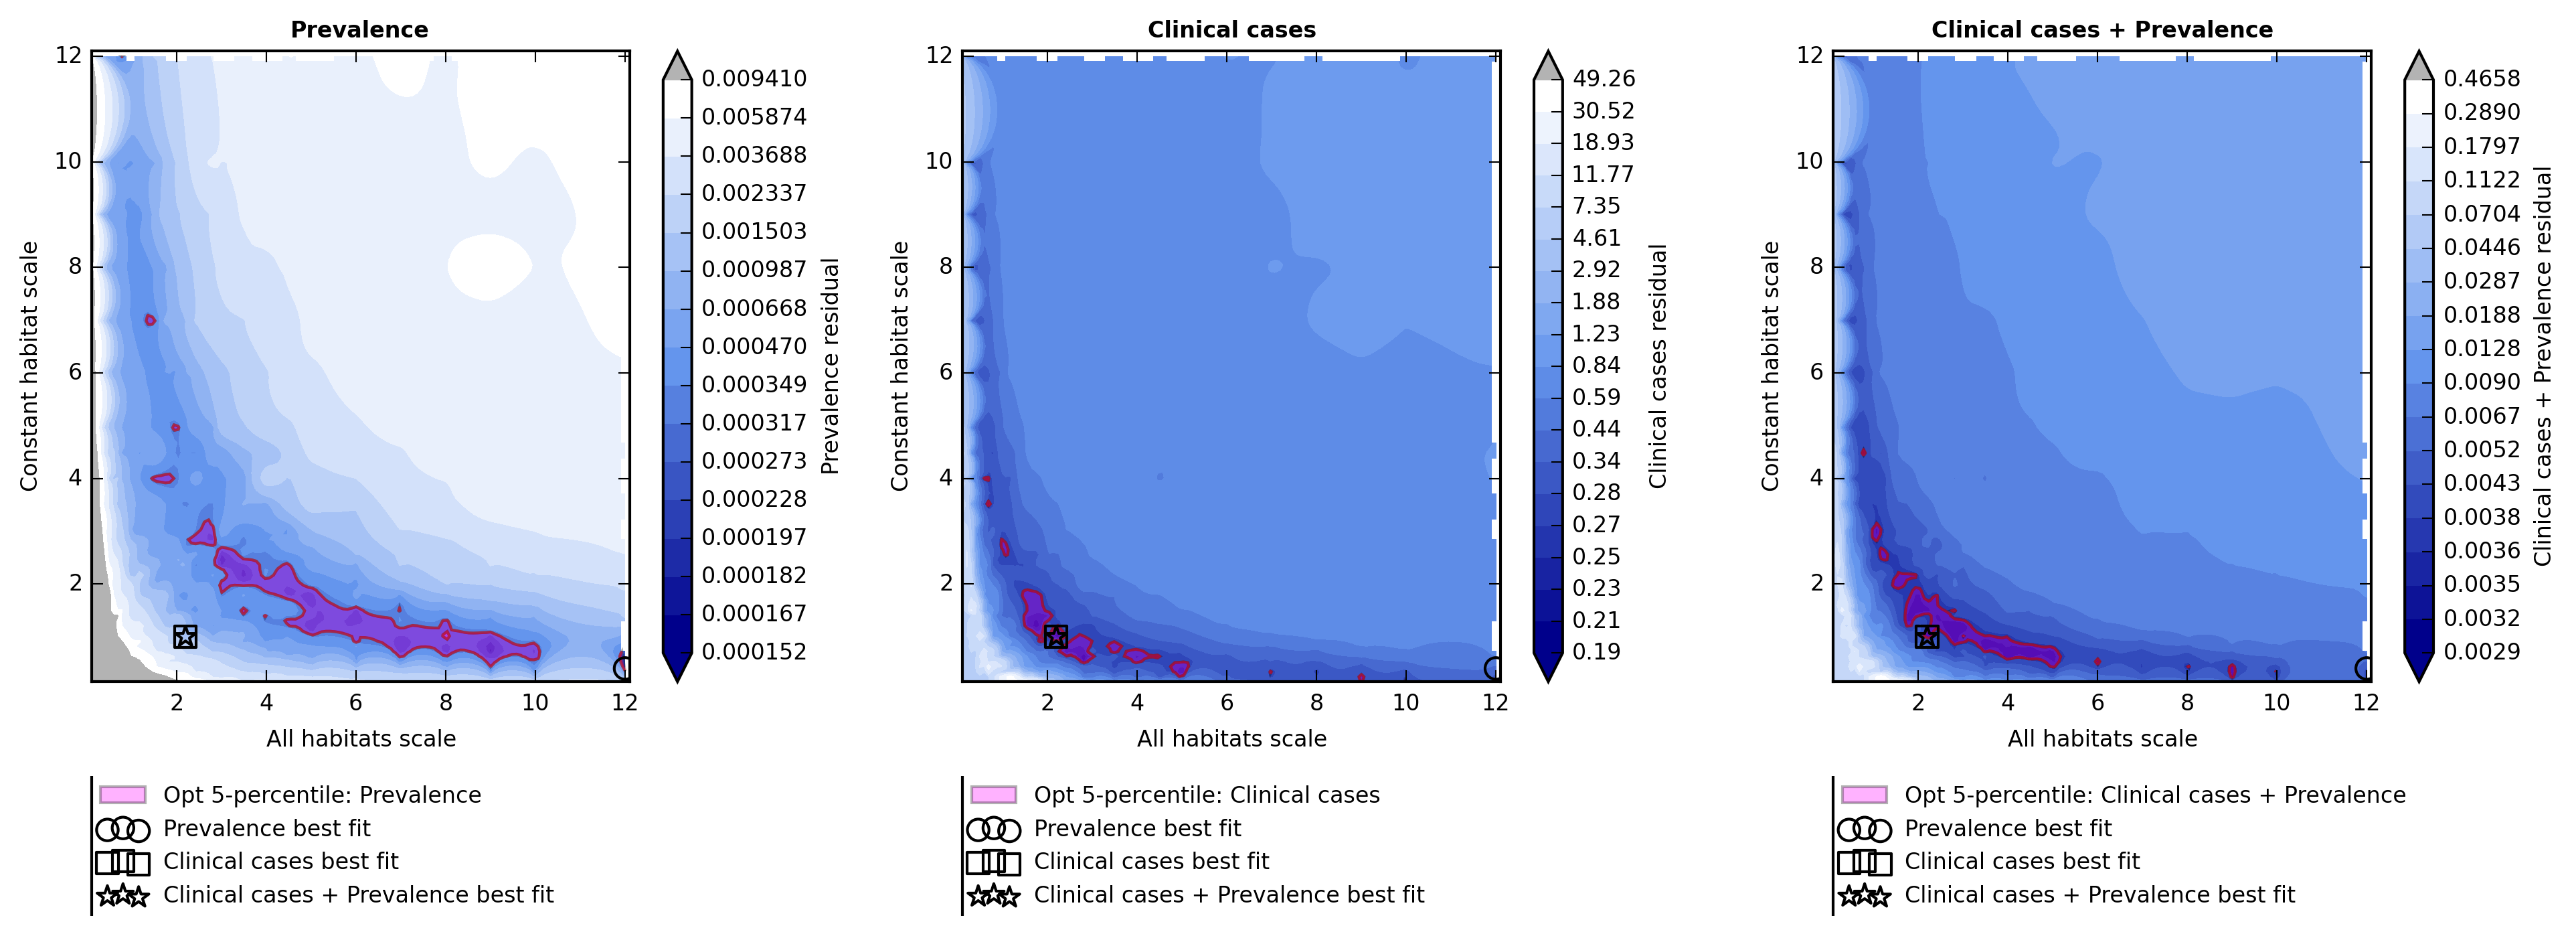 Prevalence
12
10
8
6
4
2
Constant habitat scale
2 4 6 8 10 12
All habitats scale
0.009410
0.005874
0.003688
0.002337
0.001503
0.000987
0.000668
0.000470
0.000349
0.000317
0.000273
0.000228
0.000197
0.000182
0.000167
0.000152
Prevalence residual
Opt 5-percentile: Prevalence
Prevalence best fit
Clinical cases best fit
Clinical cases + Prevalence best fit
Clinical cases
12
10
8
6
4
2
Constant habitat scale
2 4 6 8 10 12
All habitats scale
49.26
30.52
18.93
11.77
7.35
4.61
2.92
1.88
1.23
0.84
0.59
0.44
0.34
0.28
0.27
0.25
0.23
0.21
0.19
Clinical cases residual
Opt 5-percentile: Clinical cases
Prevalence best fit
Clinical cases best fit
Clinical cases + Prevalence best fit
Clinical cases + Prevalence
12
10
8
6
4
2
Constant habitat scale
2 4 6 8 10 12
All habitats scale
0.4658
0.2890
0.1797
0.1122
0.0704
0.0446
0.0287
0.0188
0.0128
0.0090
0.0067
0.0052
0.0043
0.0038
0.0036
0.0035
0.0032
0.0029
Clinical cases + Prevalence residual
Opt 5-percentile: Clinical cases + Prevalence
Prevalence best fit
Clinical cases best fit
Clinical cases + Prevalence best fit